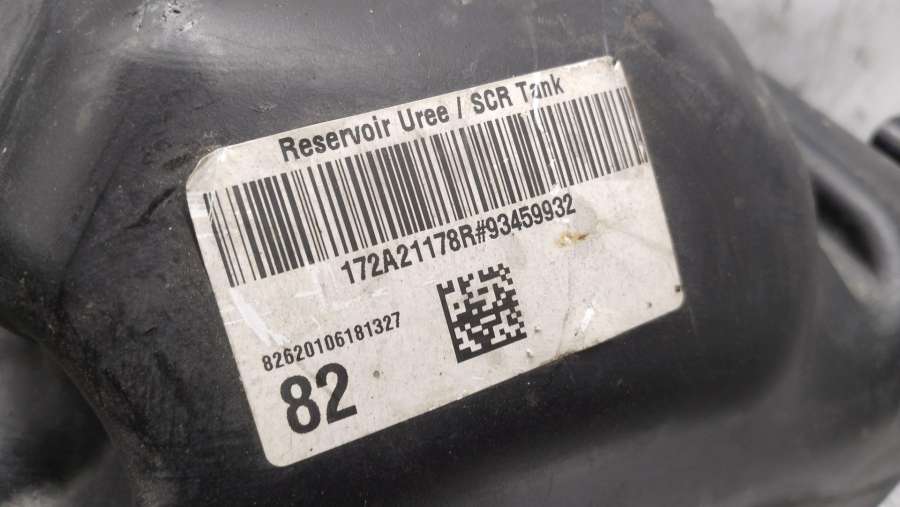 Reservoir Uree / SCR Tank
172A21178R#93459932
82620106181327
82